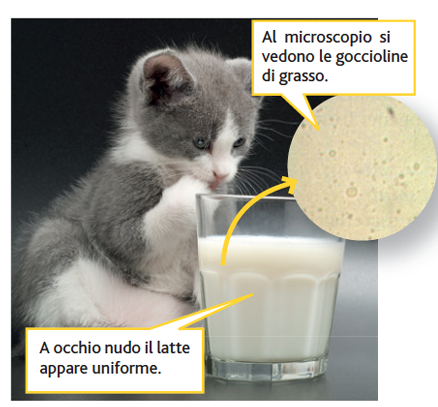 Al microscopio si
vedono le goccioline
di grasso.
A occhio nudo il latte
appare uniforme.